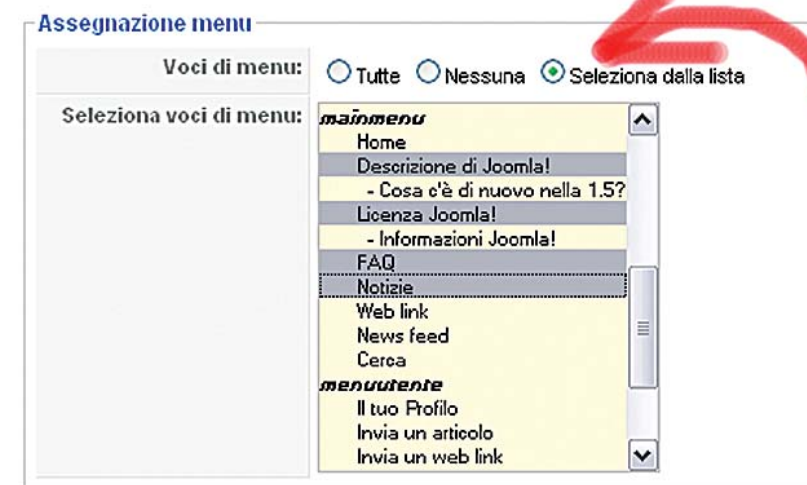 Assegnazione menu
Voci di menu: Tutte Nessuna Seleziona dalla lista
Seleziona voci di menu: mainmenu
Home
Descrizione di Joomla!
- Cosa c'è di nuovo nella 1.5?
Licenza Joomla!
- Informazioni Joomla!
FAQ
Notizie
Web link
News feed
Cerca
menuutente
Il tuo Profilo
Invia un articolo
Invia un web link